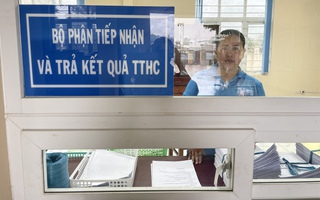 BỘ PHẬN TIẾP NHẬN
VÀ TRẢ KẾT QUẢ TTHC